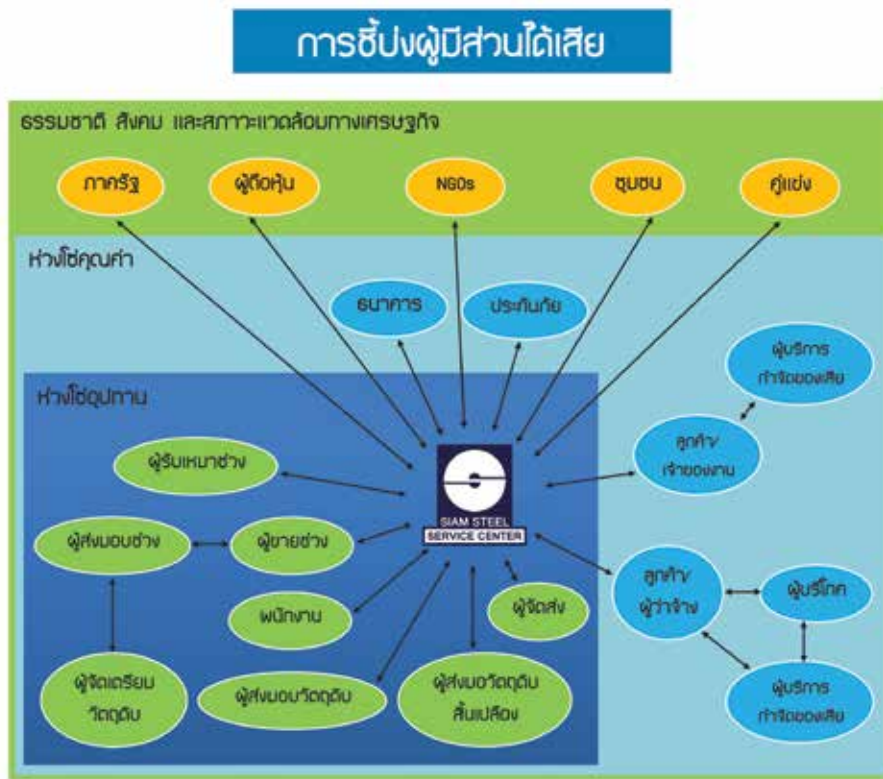 การชี้บ่งผู้มีส่วนได้เสีย
ธรรมชาติ สังคม และสภาวะแวดล้อมทางเศรษฐกิจ
ภาครัฐ
ผู้ถือหุ้น
NGOs
ชุมชน
คู่แข่ง
ห่วงโซ่คุณค่า
ธนาคาร
ประกันภัย
ผู้บริการ
กำจัดของเสีย
ห่วงโซ่อุปทาน
ลูกค้า/
เจ้าของงาน
ผู้รับเหมาช่วง
SIAM STEEL
SERVICE CENTER
ผู้ส่งมอบช่วง
ผู้ขายช่วง
ลูกค้า/
ผู้ว่าจ้าง
ผู้บริโภค
พนักงาน
ผู้จัดส่ง
ผู้จัดเตรียม
วัตถุดิบ
ผู้ส่งมอบวัตถุดิบ
ผู้ส่งมอวัตถุดิบ
สิ้นเปลือง
ผู้บริการ
กำจัดของเสีย